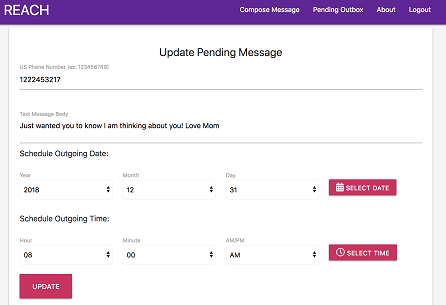 REACH Compose Message Pending Outbox About Logout
Update Pending Message
US Phone Number (ex: 123456789)
1222453217
Text Message Body
Just wanted you to know I am thinking about you! Love Mom
Schedule Outgoing Date:
Year Month Day
2018 12 31 SELECT DATE
Schedule Outgoing Time:
Hour Minute AM/PM
08 00 AM SELECT TIME
UPDATE